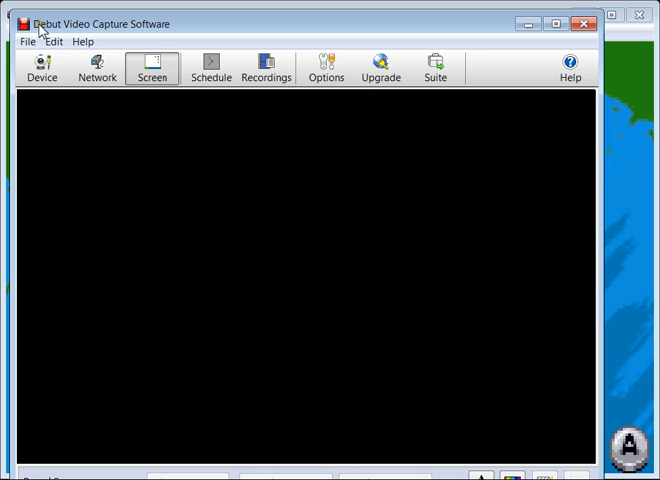 Debut Video Capture Software
File Edit Help
Device Network Screen Schedule Recordings Options Upgrade Suite Help
A